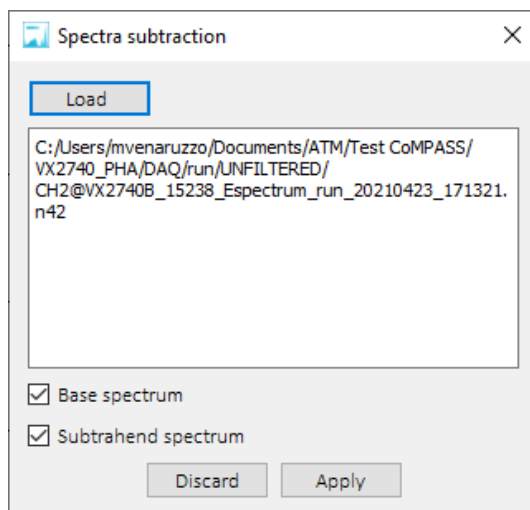 Spectra subtraction
Load
C:/Users/mvenaruzzo/Documents/ATM/Test CoMPASS/
VX2740_PHA/DAQ/run/UNFILTERED/
CH2@VX2740B_15238_Espectrum_run_20210423_171321.
n42
Base spectrum
Subtrahend spectrum
Discard Apply